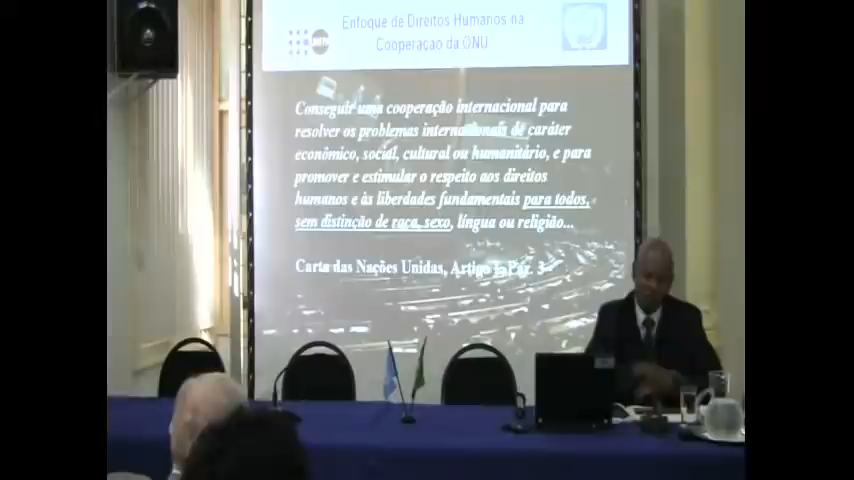 Enfoque de Direitos Humanos na
Cooperação da ONU
Conseguir uma cooperação internacional para
resolver os problemas internacionais de caráter
econômico, social, cultural ou humanitário, e para
promover e estimular o respeito aos direitos
humanos e às liberdades fundamentais para todos,
sem distinção de raça, sexo, língua ou religião...
Carta das Nações Unidas, Artigo I, Par. 3